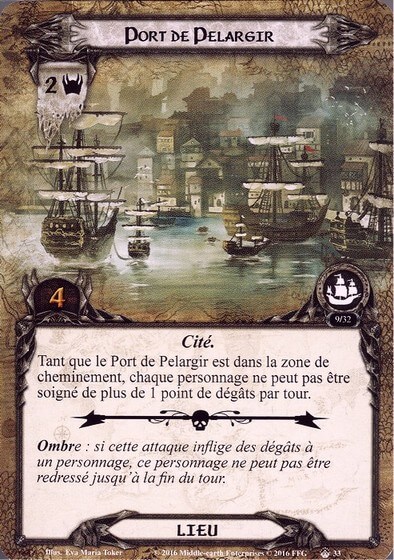 Port de Pelargir
2
4
9/32
Cité.
Tant que le Port de Pelargir est dans la zone de
cheminement, chaque personnage ne peut pas être
soigné de plus de 1 point de dégâts par tour.
Ombre : si cette attaque inflige des dégâts à
un personnage, ce personnage ne peut pas être
redressé jusqu'à la fin du tour.
LIEU
Illus. Eva Maria Toker © 2016 Middle-earth Enterprises © 2016 FFG 33